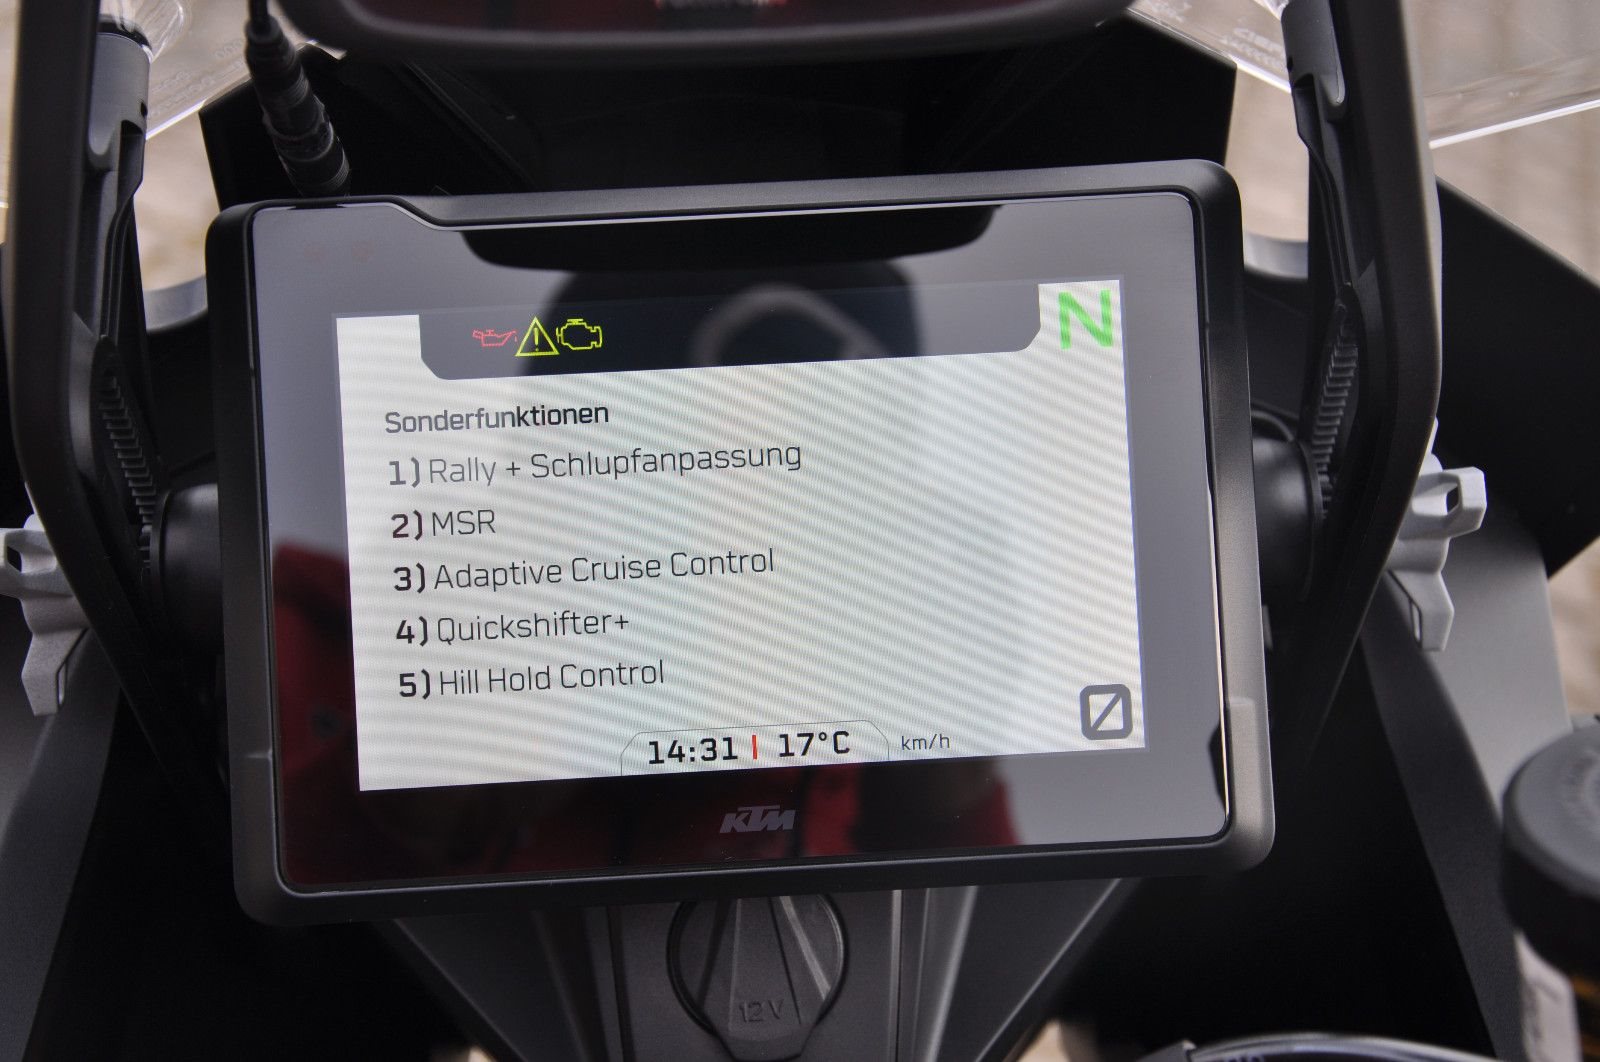 N
Sonderfunktionen
1) Rally + Schlupfanpassung
2) MSR
3) Adaptive Cruise Control
4) Quickshifter+
5) Hill Hold Control
14:31 | 17°C km/h
KTM
12V